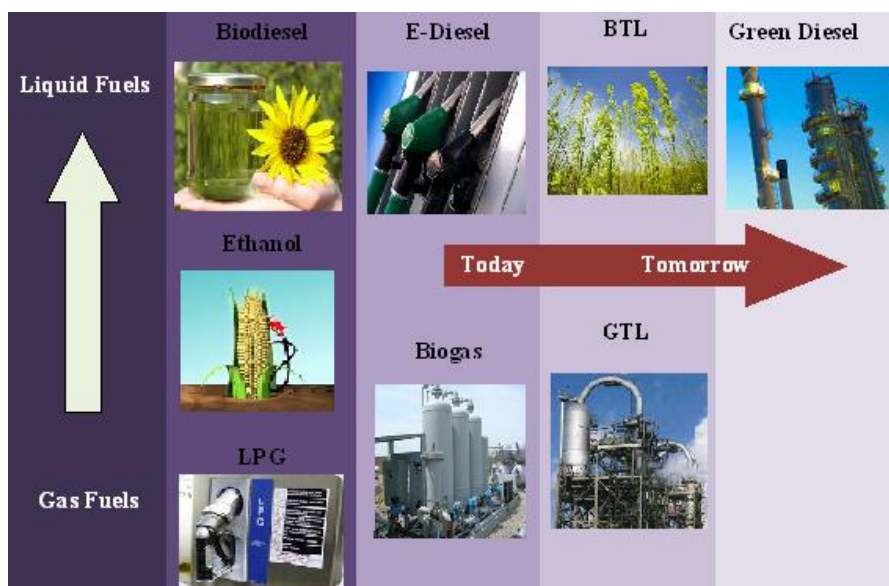 Biodiesel
E-Diesel
BTL
Green Diesel
Liquid Fuels
Ethanol
Today
Tomorrow
Biogas
GTL
LPG
Gas Fuels
LPG